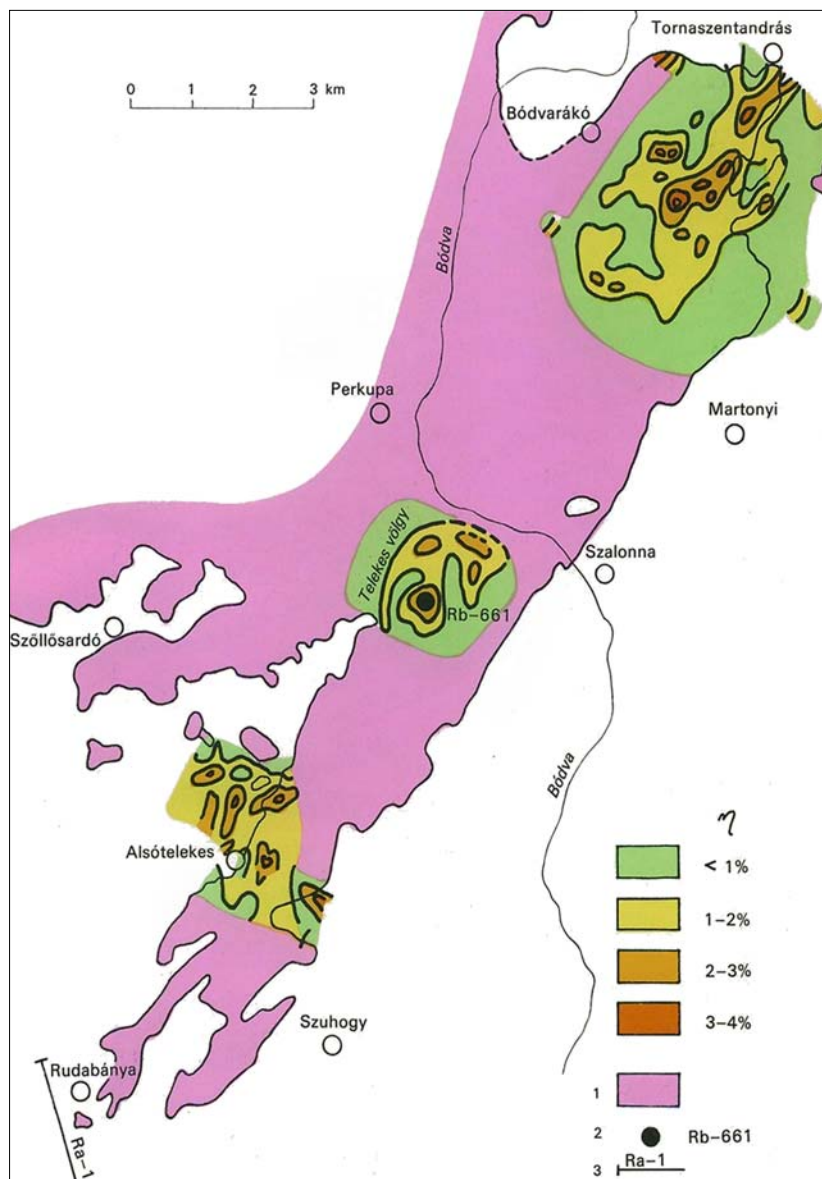 Tornaszentandrás
0 1 2 3 km
Bódvarákó
Bódva
Perkupa
Martonyi
Telekes völgy
Szalonna
Rb-661
Szőllősardó
Bódva
η
Alsótelekes
< 1%
1-2%
2-3%
3-4%
Szuhogy
Rudabánya
Ra-1
1
2 Rb-661
3 Ra-1